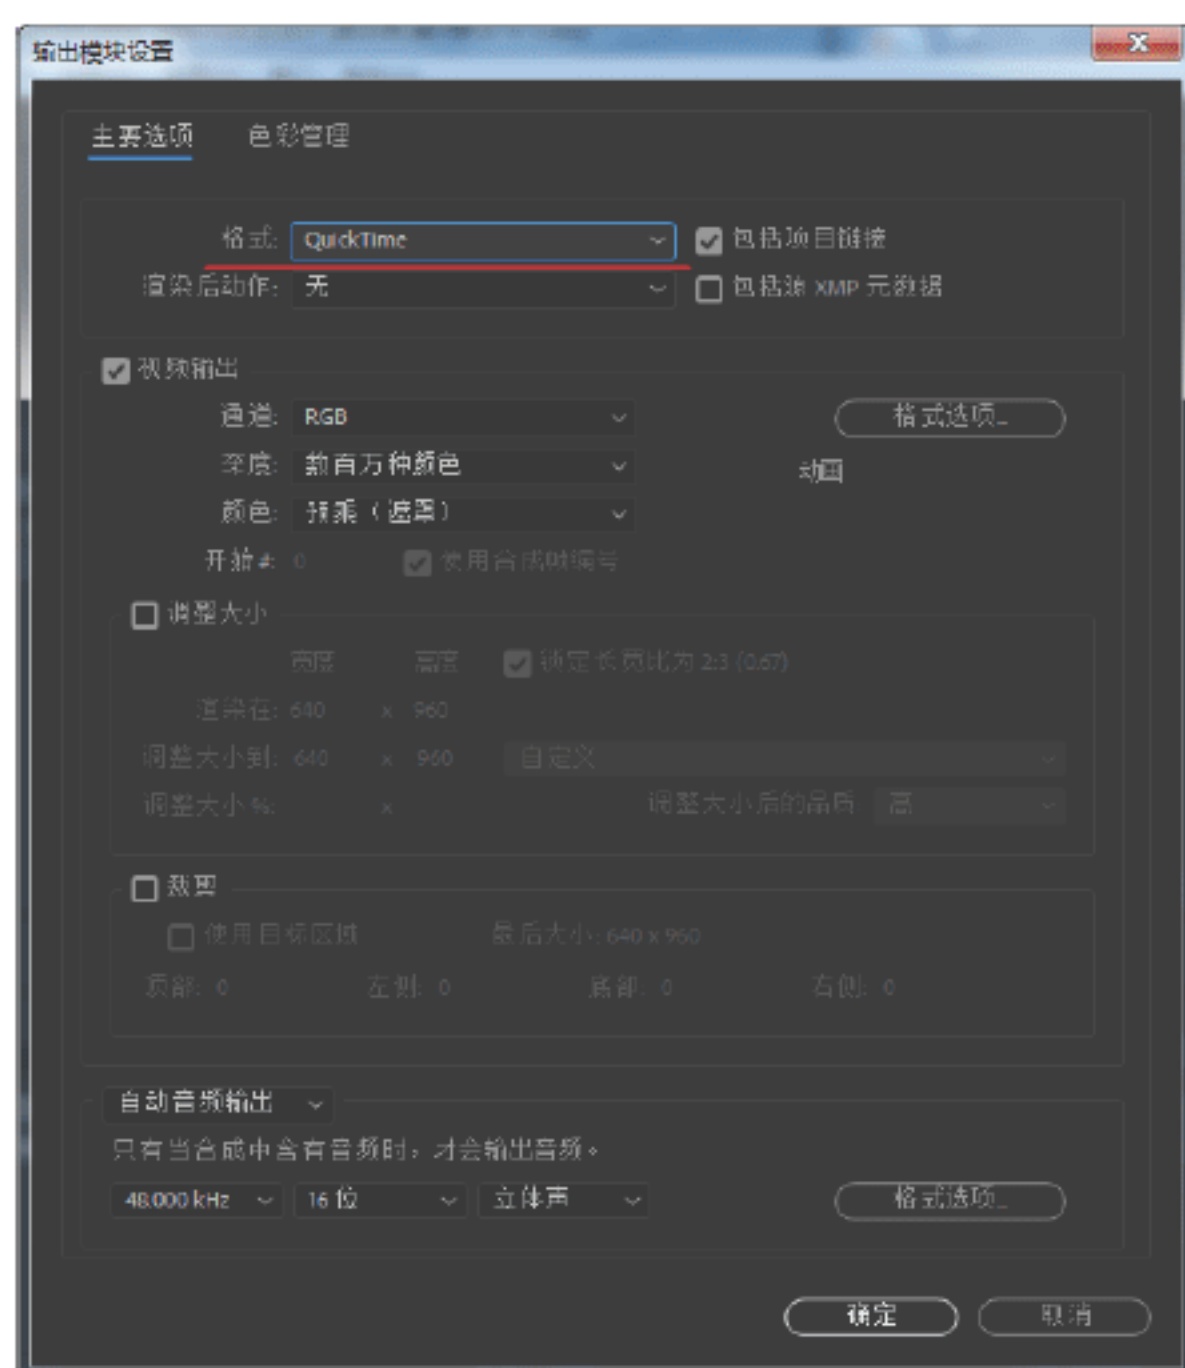 输出模块设置
主要选项 色彩管理
格式: QuickTime 包括项目链接
渲染后动作: 无 包括源 XMP 元数据
视频输出
通道: RGB 格式选项...
深度: 数百万种颜色 动画
颜色: 预乘（遮罩）
开始 #: 0 使用合成帧编号
调整大小
宽度 高度 锁定长宽比为 2:3 (0.67)
渲染在: 640 x 960
调整大小到: 640 x 960 自定义
调整大小 %: x 调整大小后的品质 高
裁剪
使用目标区域 最后大小: 640 x 960
顶部: 0 左侧: 0 底部: 0 右侧: 0
自动音频输出
只有当合成中含有音频时，才会输出音频。
48.000 kHz 16 位 立体声 格式选项...
确定 取消